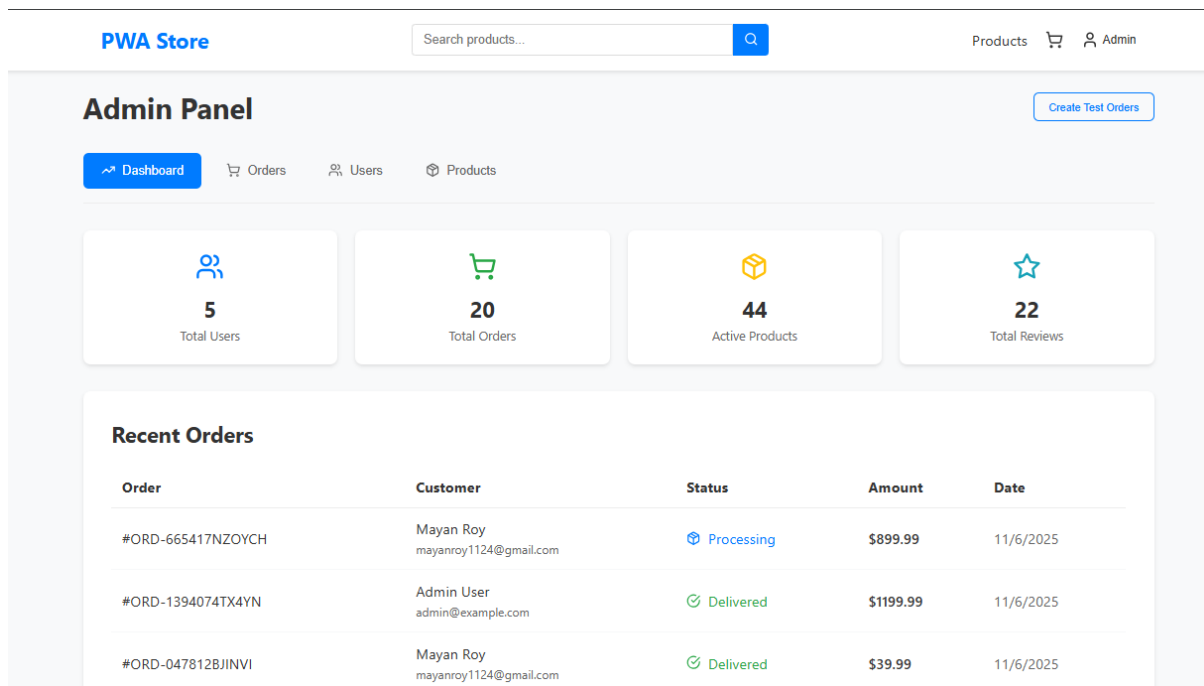 PWA Store Search products... Products Admin
Admin Panel Create Test Orders
Dashboard Orders Users Products
5 20 44 22
Total Users Total Orders Active Products Total Reviews
Recent Orders
Order Customer Status Amount Date
#ORD-665417NZOYCH Mayan Roy Processing $899.99 11/6/2025
mayanroy1124@gmail.com
#ORD-1394074TX4YN Admin User Delivered $1199.99 11/6/2025
admin@example.com
#ORD-047812BJINVI Mayan Roy Delivered $39.99 11/6/2025
mayanroy1124@gmail.com